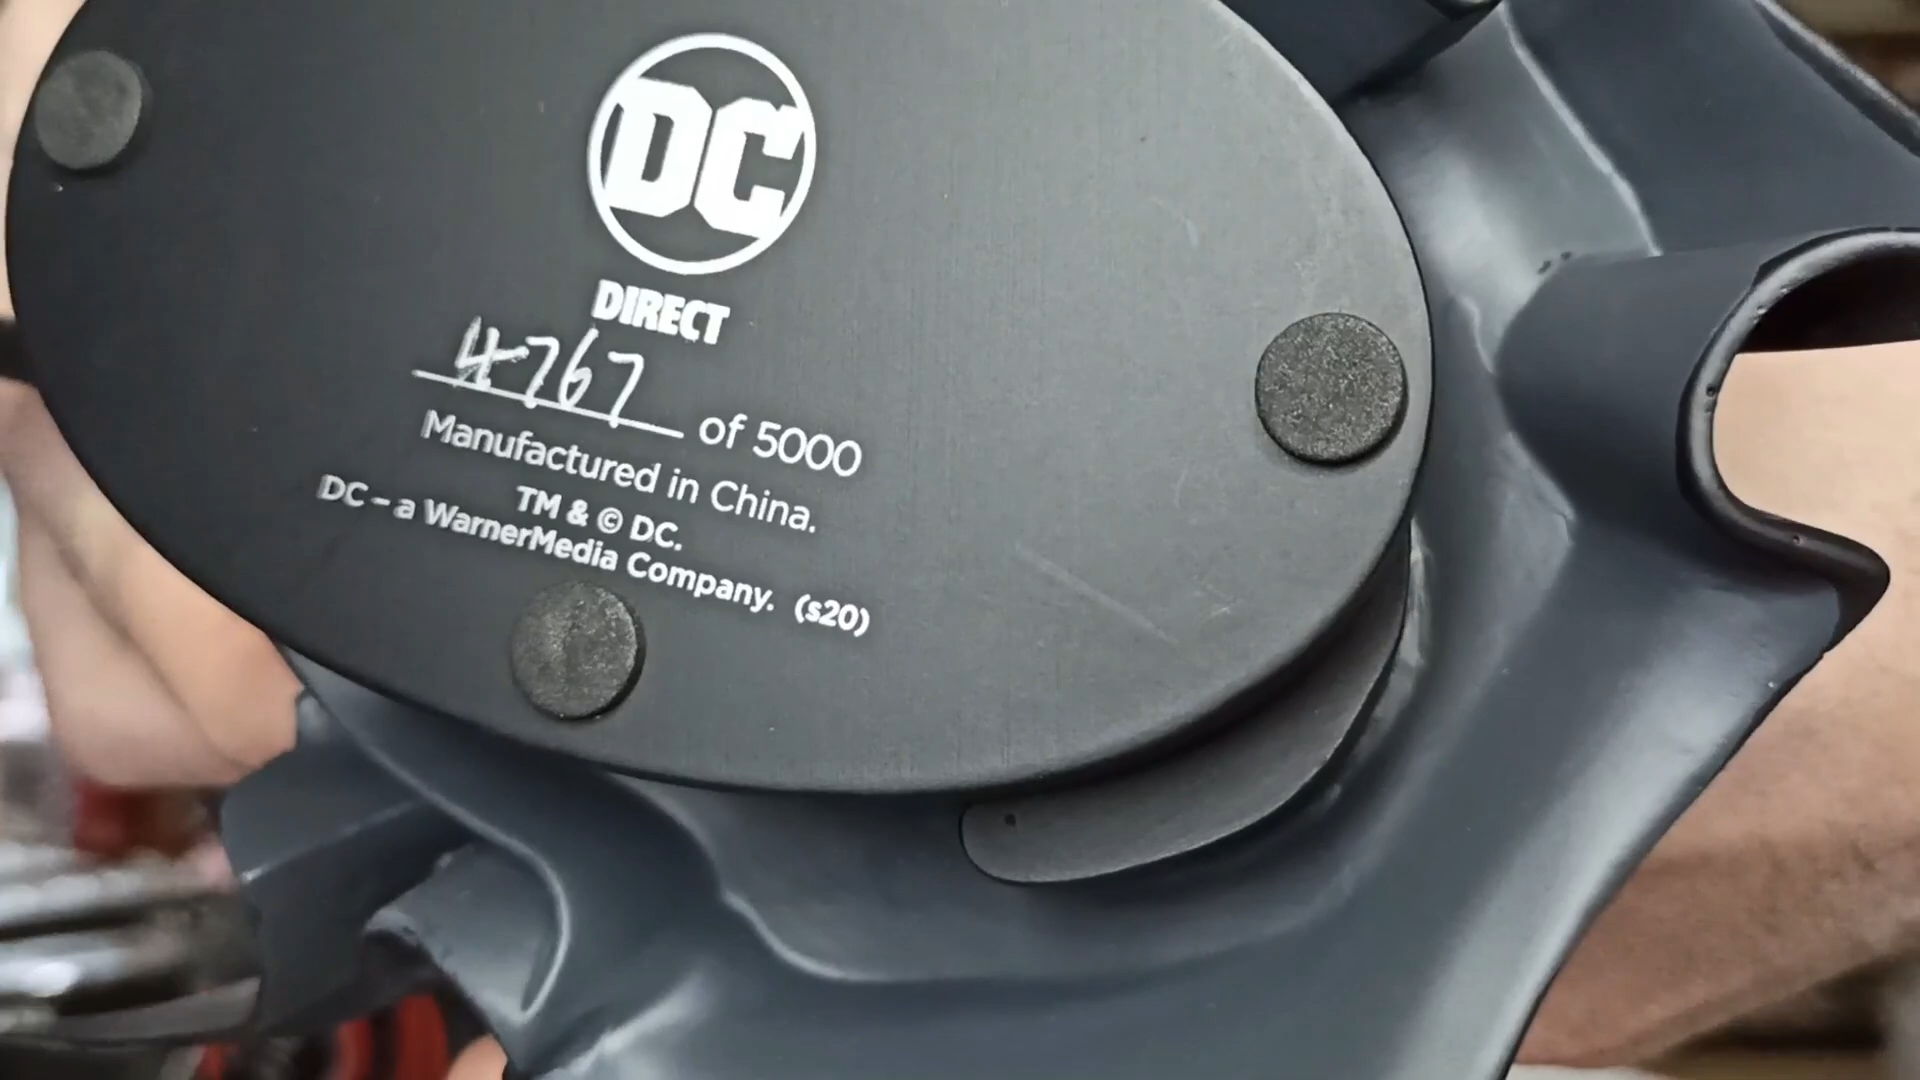 DC
DIRECT
4767 of 5000
Manufactured in China.
TM & © DC.
DC – a WarnerMedia Company. (s20)